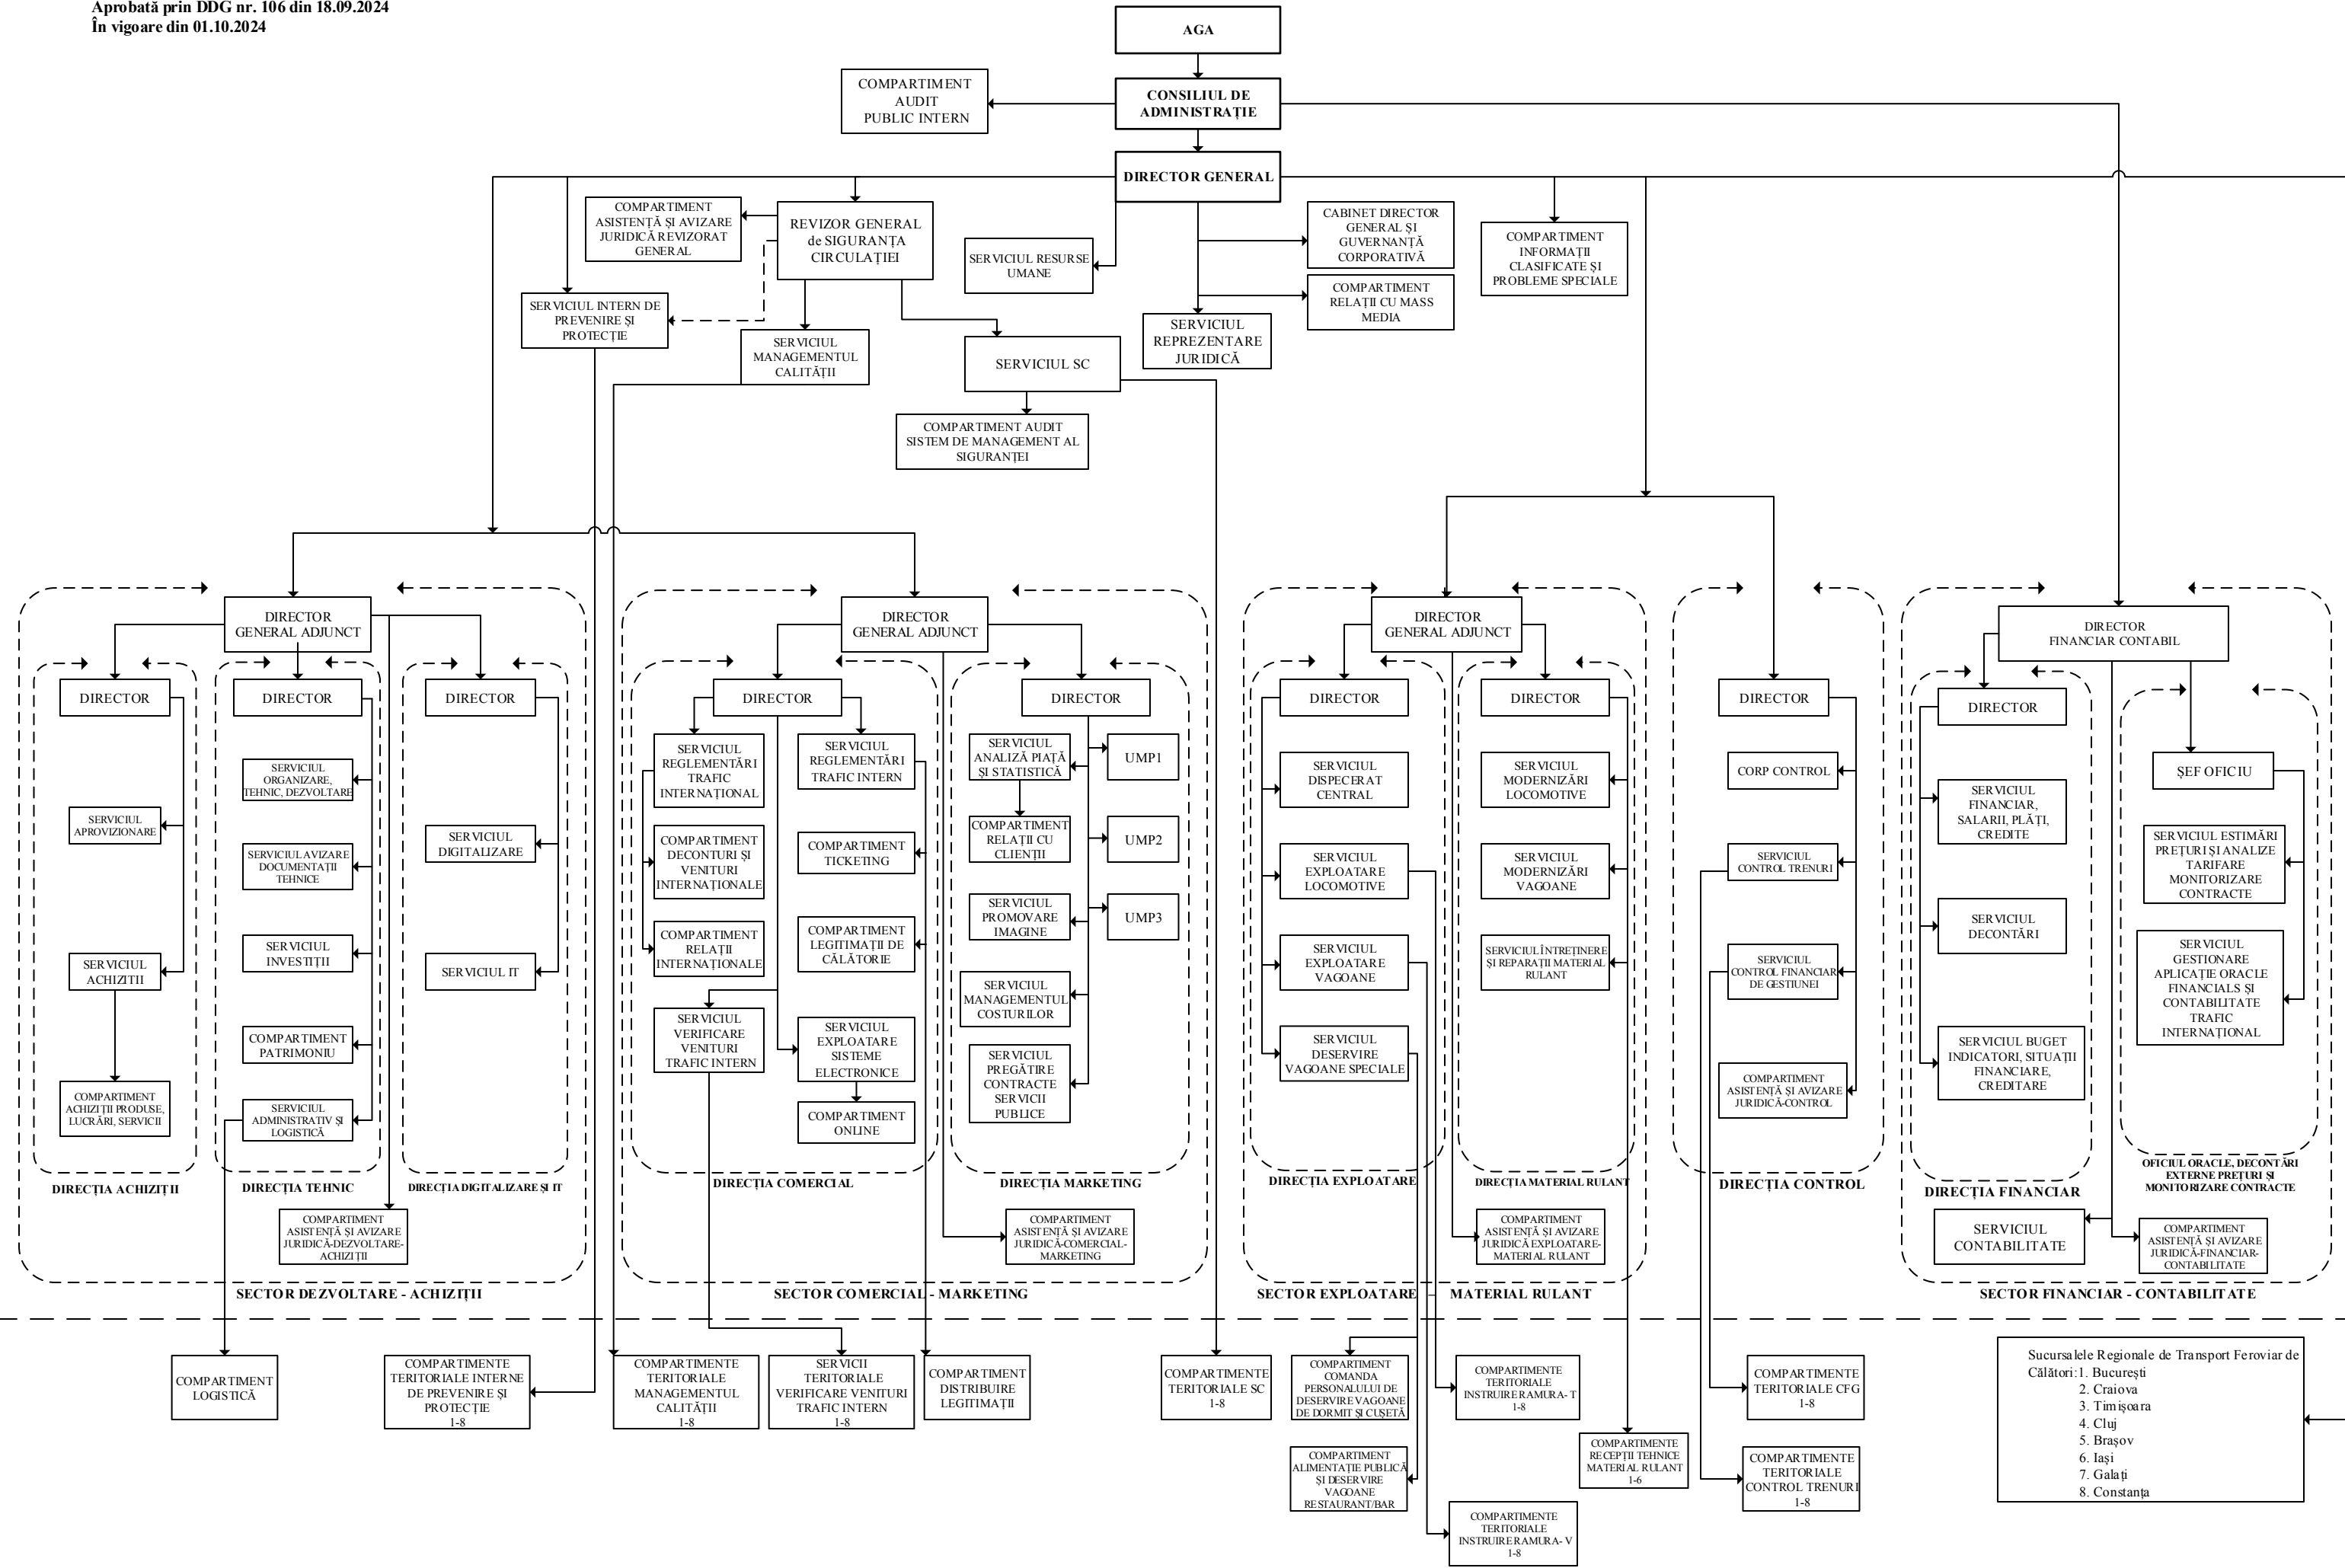 Aprobată prin DDG nr. 106 din 18.09.2024
În vigoare din 01.10.2024
AGA
COMPARTIMENT
AUDIT
PUBLIC INTERN
CONSILIUL DE
ADMINISTRAȚIE
DIRECTOR GENERAL
COMPARTIMENT
ASISTENȚĂ ȘI AVIZARE
JURIDICĂ REVIZORAT
GENERAL
REVIZOR GENERAL
de SIGURANȚA
CIRCULAȚIEI
SERVICIUL RESURSE
UMANE
CABINET DIRECTOR
GENERAL ȘI
GUVERNANȚĂ
CORPORATIVĂ
COMPARTIMENT
INFORMAȚII
CLASIFICATE ȘI
PROBLEME SPECIALE
SERVICIUL INTERN DE
PREVENIRE ȘI
PROTECȚIE
COMPARTIMENT
RELAȚII CU MASS
MEDIA
SERVICIUL
MANAGEMENTUL
CALITĂȚII
SERVICIUL SC
SERVICIUL
REPREZENTARE
JURIDICĂ
COMPARTIMENT AUDIT
SISTEM DE MANAGEMENT AL
SIGURANȚEI
DIRECTOR
GENERAL ADJUNCT
DIRECTOR
GENERAL ADJUNCT
DIRECTOR
GENERAL ADJUNCT
DIRECTOR
FINANCIAR CONTABIL
DIRECTOR
SERVICIUL
APROVIZIONARE
SERVICIUL
ACHIZITII
COMPARTIMENT
ACHIZIȚII PRODUSE,
LUCRĂRI, SERVICII
DIRECȚIA ACHIZIȚII
DIRECTOR
SERVICIUL
ORGANIZARE,
TEHNIC, DEZVOLTARE
SERVICIUL AVIZARE
DOCUMENTAȚII
TEHNICE
SERVICIUL
INVESTIȚII
COMPARTIMENT
PATRIMONIU
SERVICIUL
ADMINISTRATIV ȘI
LOGISTICĂ
DIRECȚIA TEHNIC
DIRECTOR
SERVICIUL
DIGITALIZARE
SERVICIUL IT
DIRECȚIA DIGITALIZARE ȘI IT
COMPARTIMENT
ASISTENȚĂ ȘI AVIZARE
JURIDICĂ-DEZVOLTARE-
ACHIZIȚII
SECTOR DEZVOLTARE - ACHIZIȚII
DIRECTOR
SERVICIUL
REGLEMENTĂRI
TRAFIC
INTERNAȚIONAL
SERVICIUL
REGLEMENTĂRI
TRAFIC INTERN
COMPARTIMENT
DECONTURI ȘI
VENITURI
INTERNAȚIONALE
COMPARTIMENT
TICKETING
COMPARTIMENT
RELAȚII
INTERNAȚIONALE
COMPARTIMENT
LEGITIMAȚII DE
CĂLĂTORIE
SERVICIUL
VERIFICARE
VENITURI
TRAFIC INTERN
SERVICIUL
EXPLOATARE
SISTEME
ELECTRONICE
COMPARTIMENT
ONLINE
DIRECȚIA COMERCIAL
DIRECTOR
SERVICIUL
ANALIZĂ PIAȚĂ
ȘI STATISTICĂ
UMP1
COMPARTIMENT
RELAȚII CU
CLIENȚII
UMP2
SERVICIUL
PROMOVARE
IMAGINE
UMP3
SERVICIUL
MANAGEMENTUL
COSTURILOR
SERVICIUL
PREGĂTIRE
CONTRACTE
SERVICII
PUBLICE
DIRECȚIA MARKETING
COMPARTIMENT
ASISTENȚĂ ȘI AVIZARE
JURIDICĂ-COMERCIAL-
MARKETING
SECTOR COMERCIAL - MARKETING
DIRECTOR
SERVICIUL
DISPECERAT
CENTRAL
SERVICIUL
EXPLOATARE
LOCOMOTIVE
SERVICIUL
EXPLOATARE
VAGOANE
SERVICIUL
DESERVIRE
VAGOANE SPECIALE
DIRECȚIA EXPLOATARE
DIRECTOR
SERVICIUL
MODERNIZĂRI
LOCOMOTIVE
SERVICIUL
MODERNIZĂRI
VAGOANE
SERVICIUL ÎNTREȚINERE
ȘI REPARAȚII MATERIAL
RULANT
DIRECȚIA MATERIAL RULANT
COMPARTIMENT
ASISTENȚĂ ȘI AVIZARE
JURIDICĂ EXPLOATARE-
MATERIAL RULANT
SECTOR EXPLOATARE – MATERIAL RULANT
DIRECTOR
CORP CONTROL
SERVICIUL
CONTROL TRENURI
SERVICIUL
CONTROL FINANCIAR
DE GESTIUNEI
COMPARTIMENT
ASISTENȚĂ ȘI AVIZARE
JURIDICĂ-CONTROL
DIRECȚIA CONTROL
DIRECTOR
SERVICIUL
FINANCIAR,
SALARII, PLĂȚI,
CREDITE
SERVICIUL
DECONTĂRI
SERVICIUL BUGET
INDICATORI, SITUAȚII
FINANCIARE,
CREDITARE
DIRECȚIA FINANCIAR
ȘEF OFICIU
SERVICIUL ESTIMĂRI
PREȚURI ȘI ANALIZE
TARIFARE
MONITORIZARE
CONTRACTE
SERVICIUL
GESTIONARE
APLICAȚIE ORACLE
FINANCIALS ȘI
CONTABILITATE
TRAFIC
INTERNAȚIONAL
OFICIUL ORACLE, DECONTĂRI
EXTERNE PREȚURI ȘI
MONITORIZARE CONTRACTE
SERVICIUL
CONTABILITATE
COMPARTIMENT
ASISTENȚĂ ȘI AVIZARE
JURIDICĂ-FINANCIAR-
CONTABILITATE
SECTOR FINANCIAR - CONTABILITATE
COMPARTIMENT
LOGISTICĂ
COMPARTIMENTE
TERITORIALE INTERNE
DE PREVENIRE ȘI
PROTECȚIE
1-8
COMPARTIMENTE
TERITORIALE
MANAGEMENTUL
CALITĂȚII
1-8
SERVICII
TERITORIALE
VERIFICARE VENITURI
TRAFIC INTERN
1-8
COMPARTIMENT
DISTRIBUIRE
LEGITIMAȚII
COMPARTIMENTE
TERITORIALE SC
1-8
COMPARTIMENT
COMANDA
PERSONALULUI DE
DESERVIRE VAGOANE
DE DORMIT ȘI CUȘETĂ
COMPARTIMENTE
TERITORIALE
INSTRUIRE RAMURA- T
1-8
COMPARTIMENT
ALIMENTAȚIE PUBLICĂ
ȘI DESERVIRE
VAGOANE
RESTAURANT/BAR
COMPARTIMENTE
RECEPȚII TEHNICE
MATERIAL RULANT
1-6
COMPARTIMENTE
TERITORIALE
INSTRUIRE RAMURA- V
1-8
COMPARTIMENTE
TERITORIALE CFG
1-8
COMPARTIMENTE
TERITORIALE
CONTROL TRENURI
1-8
Sucursalele Regionale de Transport Feroviar de
Călători:1. București
2. Craiova
3. Timișoara
4. Cluj
5. Brașov
6. Iași
7. Galați
8. Constanța